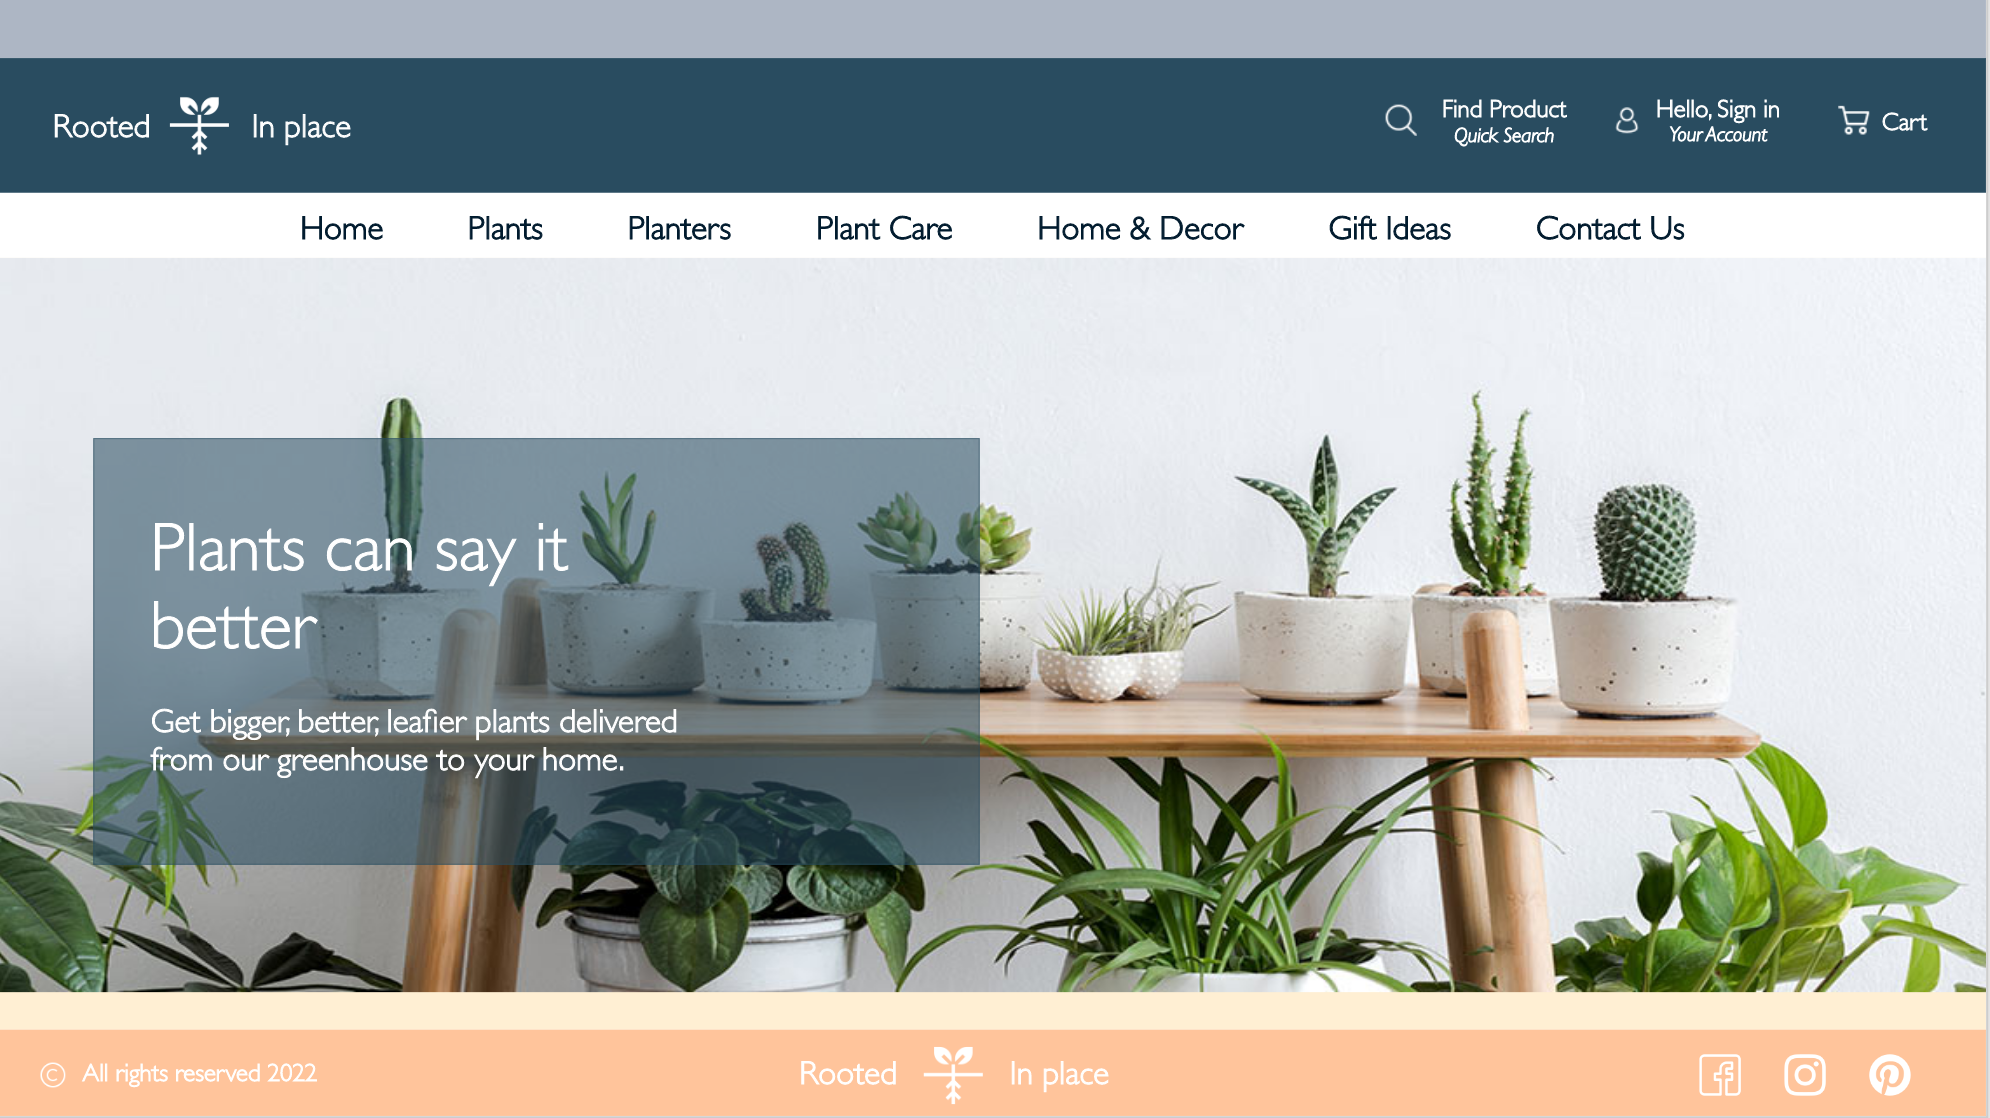 Rooted In place
Find Product
Quick Search
Hello, Sign in
Your Account
Cart
Home Plants Planters Plant Care Home & Decor Gift Ideas Contact Us
Plants can say it
better
Get bigger, better, leafier plants delivered
from our greenhouse to your home.
© All rights reserved 2022
Rooted In place